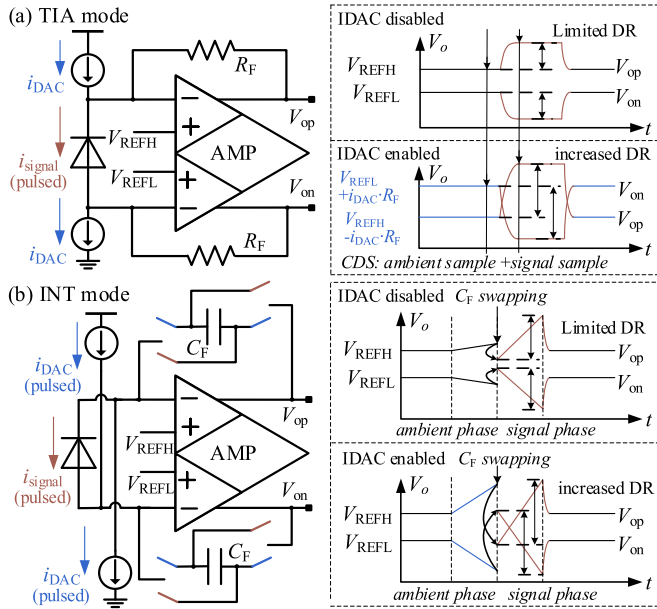 (a) TIA mode
iDAC
isignal
(pulsed)
iDAC
RF
VREFH
VREFL
AMP
Vop
Von
RF
IDAC disabled
Limited DR
Vo
VREFH
VREFL
Vop
Von
t
IDAC enabled
increased DR
Vo
VREFL
+iDAC·RF
VREFH
-iDAC·RF
Von
Vop
t
CDS: ambient sample +signal sample
(b) INT mode
iDAC
(pulsed)
isignal
(pulsed)
iDAC
(pulsed)
CF
VREFH
VREFL
AMP
Vop
Von
CF
IDAC disabled CF swapping
Vo
Limited DR
VREFH
VREFL
Vop
Von
t
ambient phase signal phase
IDAC enabled CF swapping
Vo
increased DR
VREFH
VREFL
Vop
Von
t
ambient phase signal phase